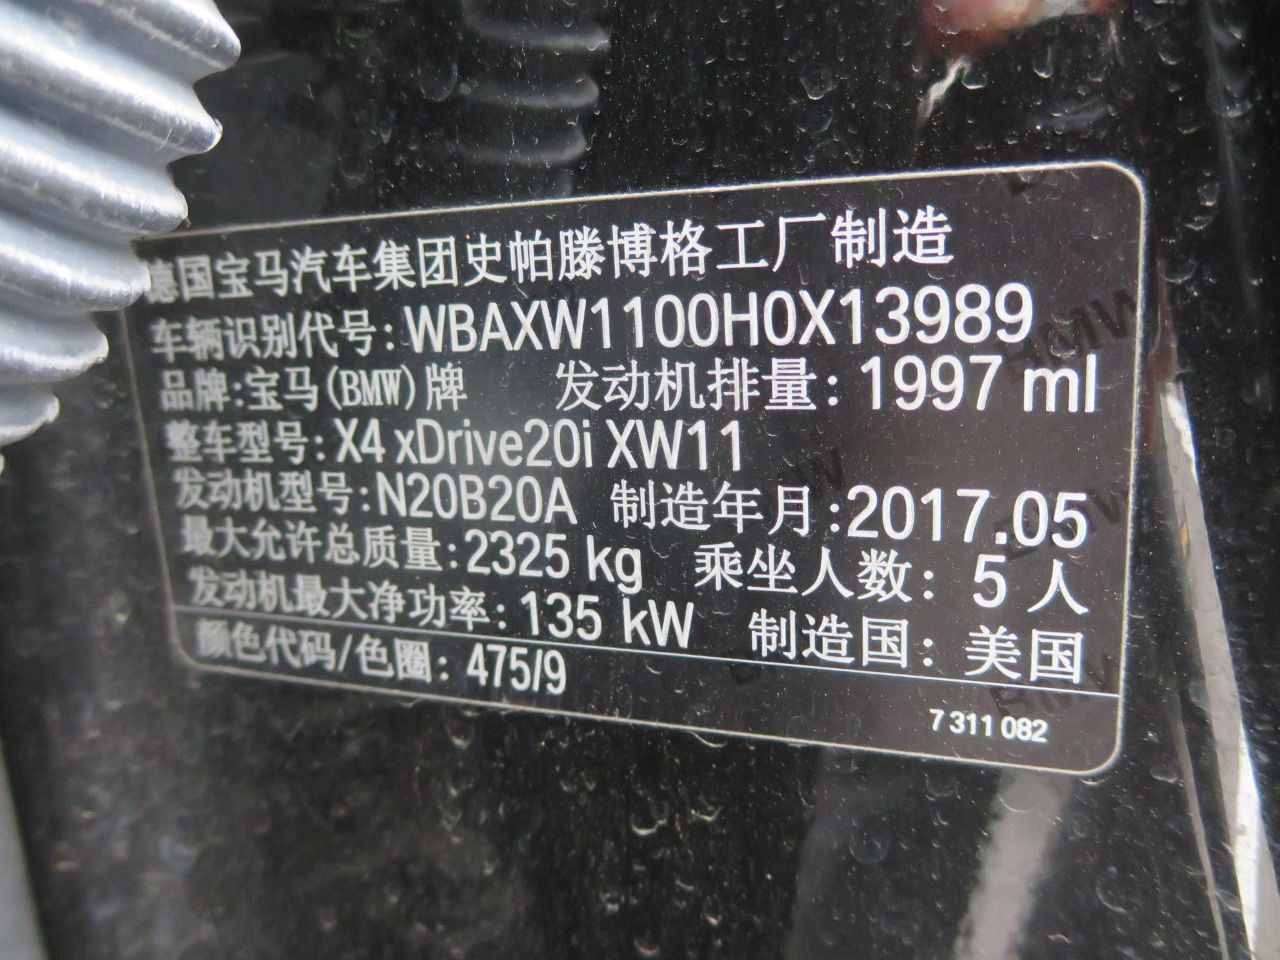 德国宝马汽车集团史帕滕博格工厂制造
车辆识别代号:WBAXW1100H0X13989
品牌:宝马(BMW)牌 发动机排量:1997 ml
整车型号:X4 xDrive20i XW11
发动机型号:N20B20A 制造年月:2017.05
最大允许总质量:2325 kg 乘坐人数: 5 人
发动机最大净功率:135 kW 制造国: 美国
颜色代码/色圈: 475/9
7 311 082